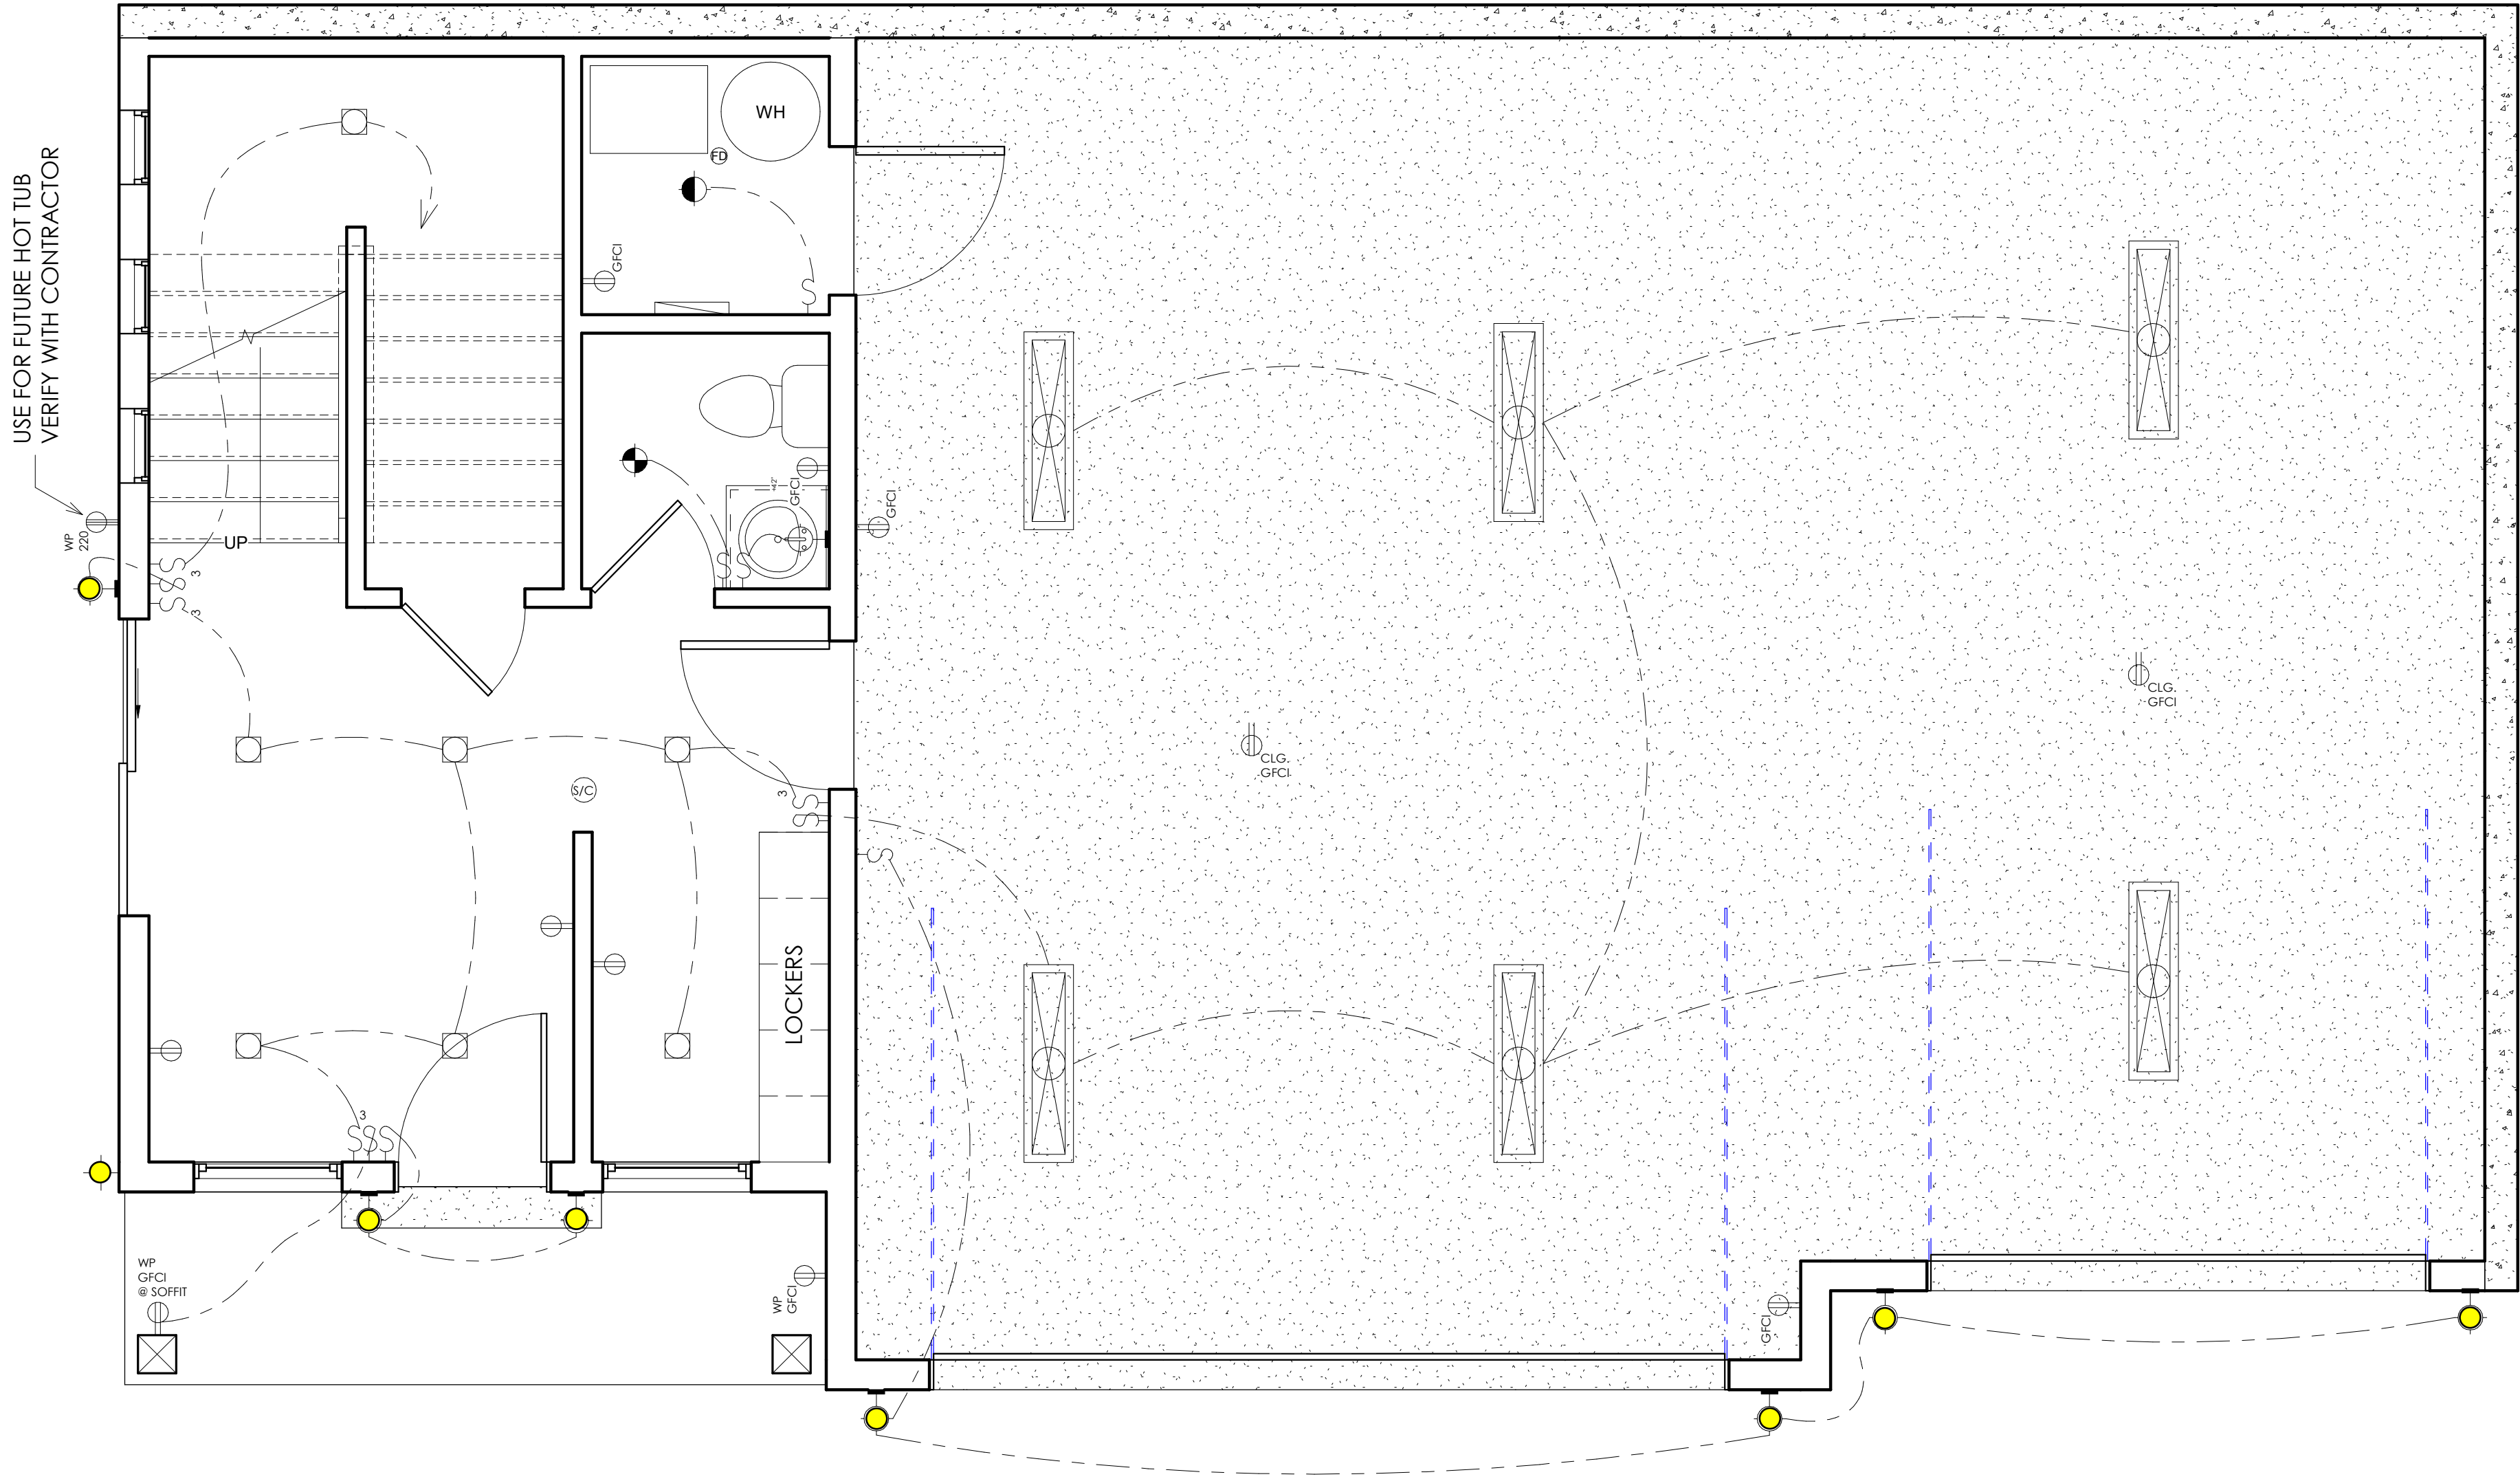 USE FOR FUTURE HOT TUB
VERIFY WITH CONTRACTOR
WH
FD
GFCI
42"
GFCI
GFCI
WP
220
UP
3
3
CLG.
GFCI
CLG.
GFCI
S/C
3
LOCKERS
3
WP
GFCI
@ SOFFIT
WP
GFCI
GFCI